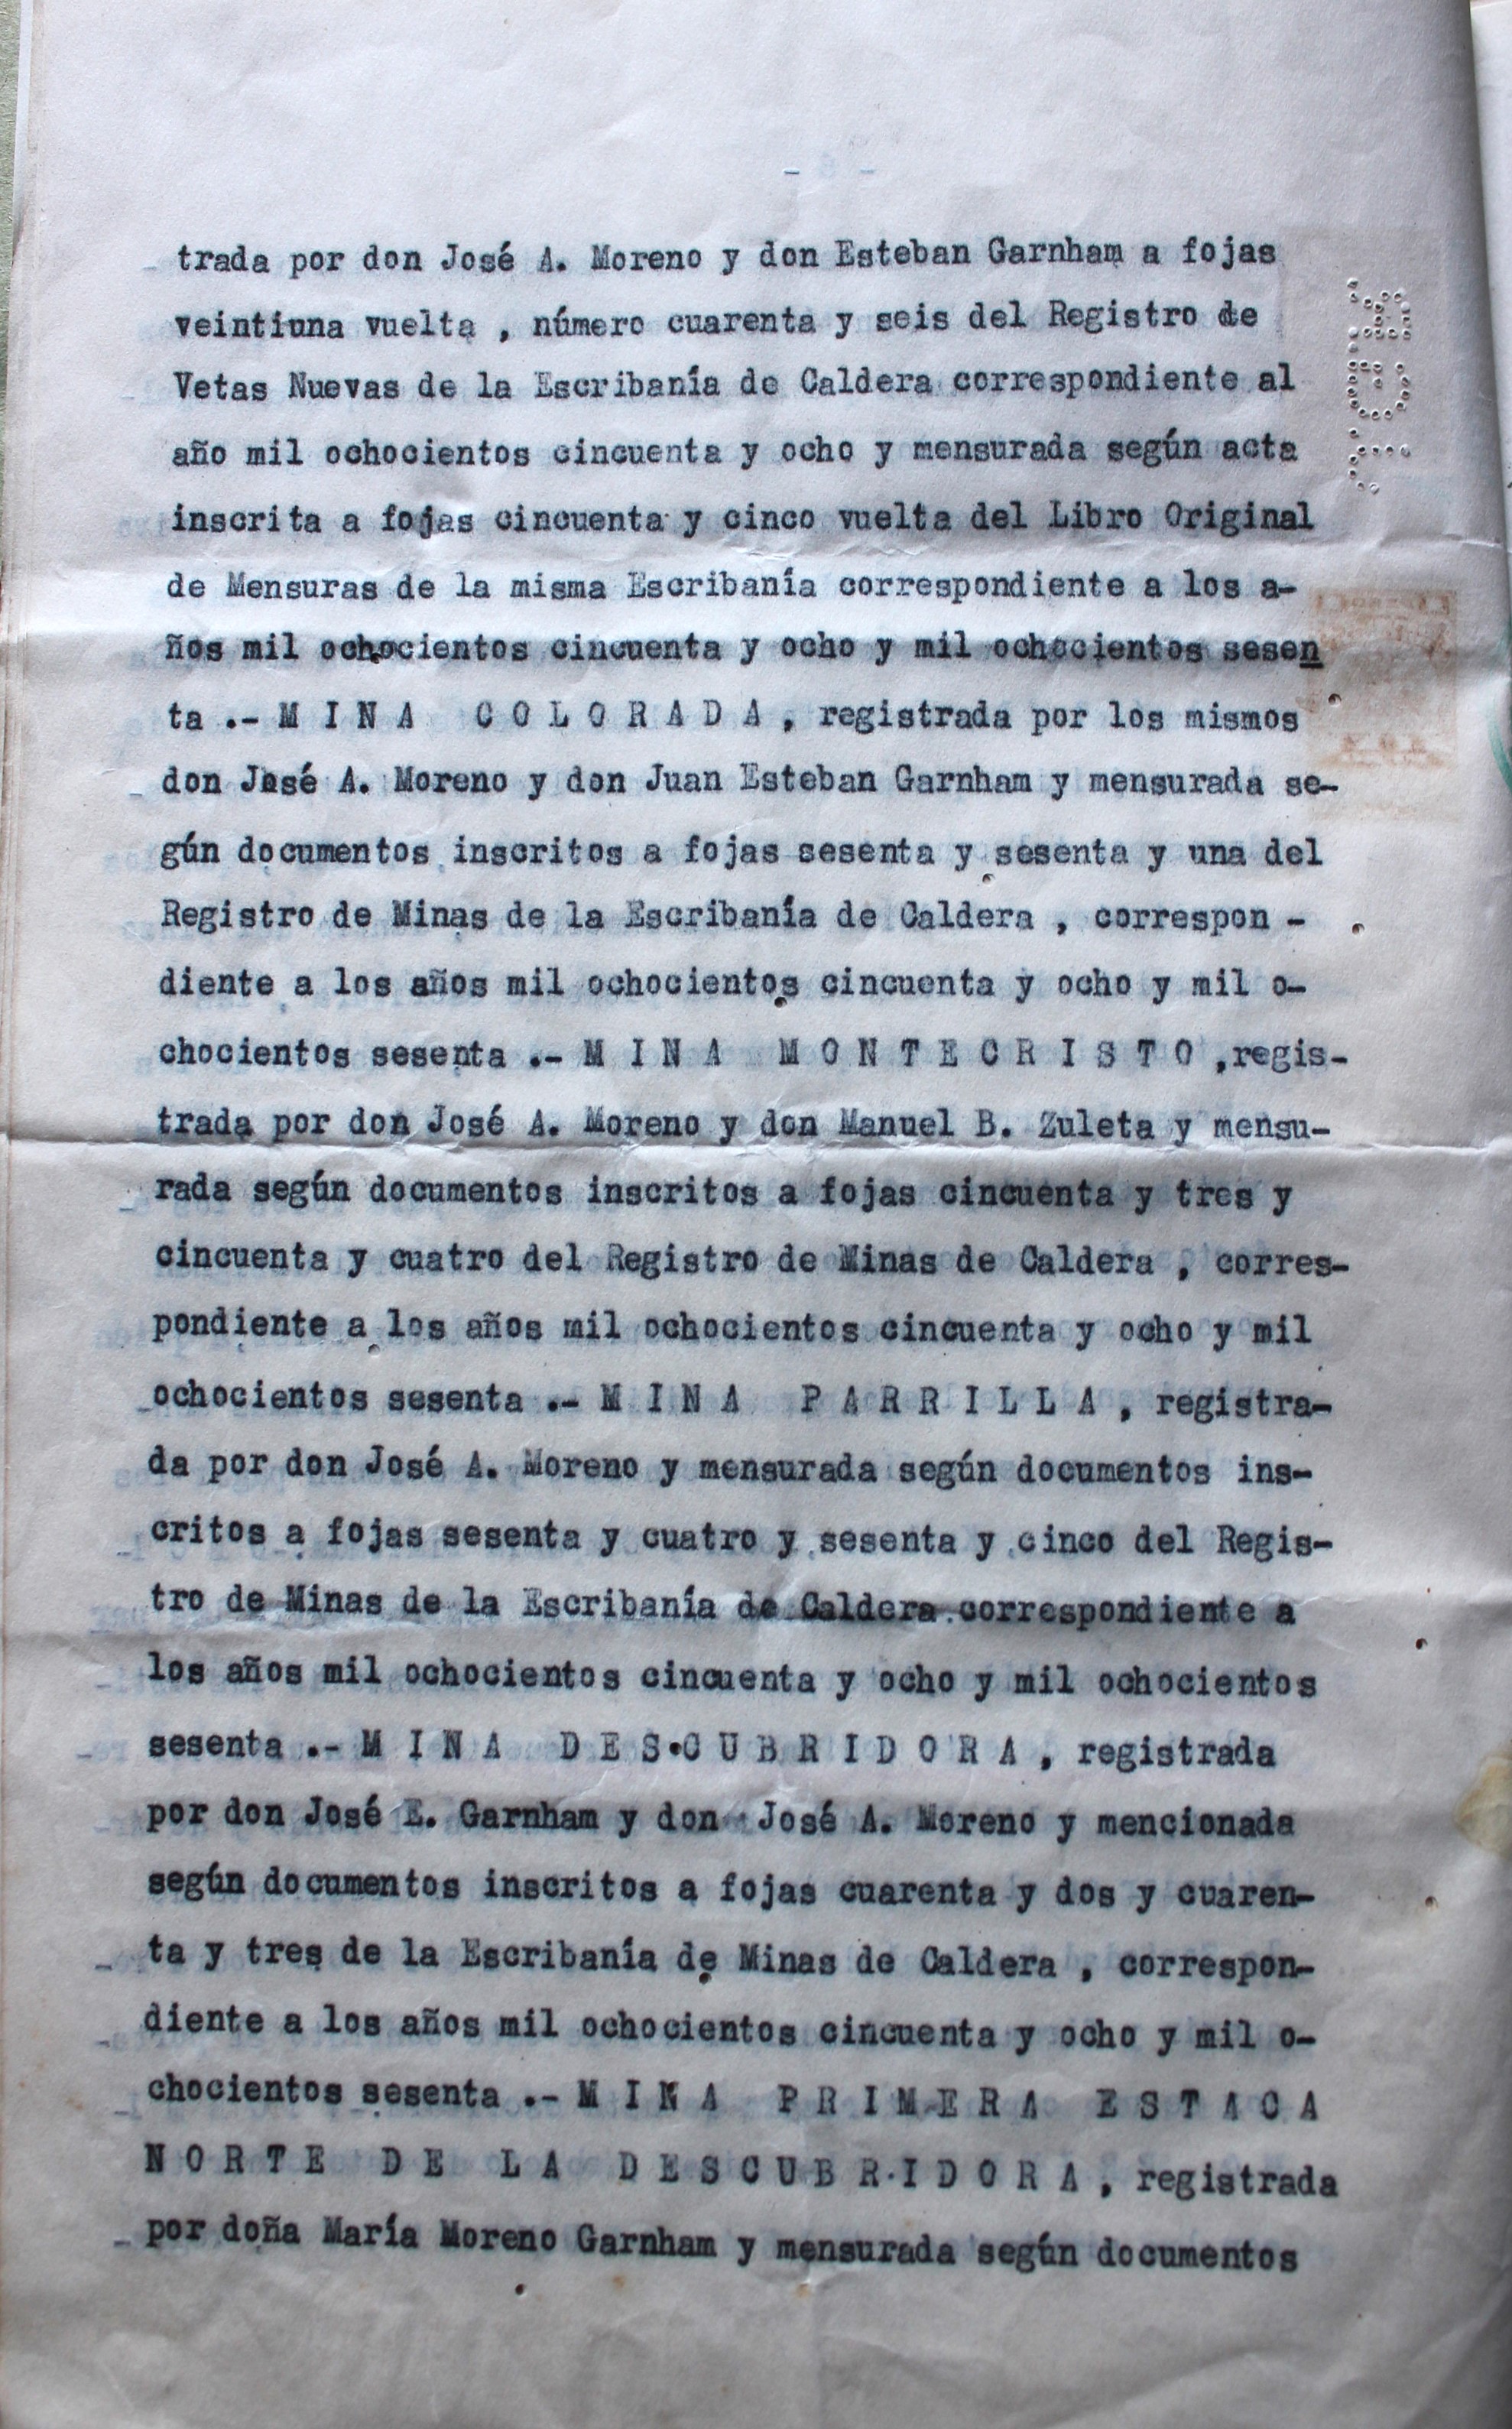 trada por don José A. Moreno y don Esteban Garnham a fojas
veintiuna vuelta , número cuarenta y seis del Registro de
Vetas Nuevas de la Escribanía de Caldera correspondiente al
año mil ochocientos cincuenta y ocho y mensurada según acta
inscrita a fojas cincuenta y cinco vuelta del Libro Original
de Mensuras de la misma Escribanía correspondiente a los a-
ños mil ochocientos cincuenta y ocho y mil ochocientos sesen
ta .- M I N A   C O L O R A D A , registrada por los mismos
don José A. Moreno y don Juan Esteban Garnham y mensurada se-
gún documentos inscritos a fojas sesenta y sesenta y una del
Registro de Minas de la Escribanía de Caldera , correspon -
diente a los años mil ochocientos cincuenta y ocho y mil o-
chocientos sesenta .- M I N A   M O N T E C R I S T O ,regis-
trada por don José A. Moreno y don Manuel B. Zuleta y mensu-
rada según documentos inscritos a fojas cincuenta y tres y
cincuenta y cuatro del Registro de Minas de Caldera , corres-
pondiente a los años mil ochocientos cincuenta y ocho y mil
ochocientos sesenta .- M I N A   P A R R I L L A , registra-
da por don José A. Moreno y mensurada según documentos ins-
critos a fojas sesenta y cuatro y sesenta y cinco del Regis-
tro de Minas de la Escribanía de Caldera correspondiente a
los años mil ochocientos cincuenta y ocho y mil ochocientos
sesenta .- M I N A   D E S C U B R I D O R A , registrada
por don José E. Garnham y don José A. Moreno y mencionada
según documentos inscritos a fojas cuarenta y dos y cuaren-
ta y tres de la Escribanía de Minas de Caldera , correspon-
diente a los años mil ochocientos cincuenta y ocho y mil o-
chocientos sesenta .- M I N A   P R I M E R A   E S T A C A
N O R T E   D E   L A   D E S C U B R I D O R A , registrada
por doña María Moreno Garnham y mensurada según documentos